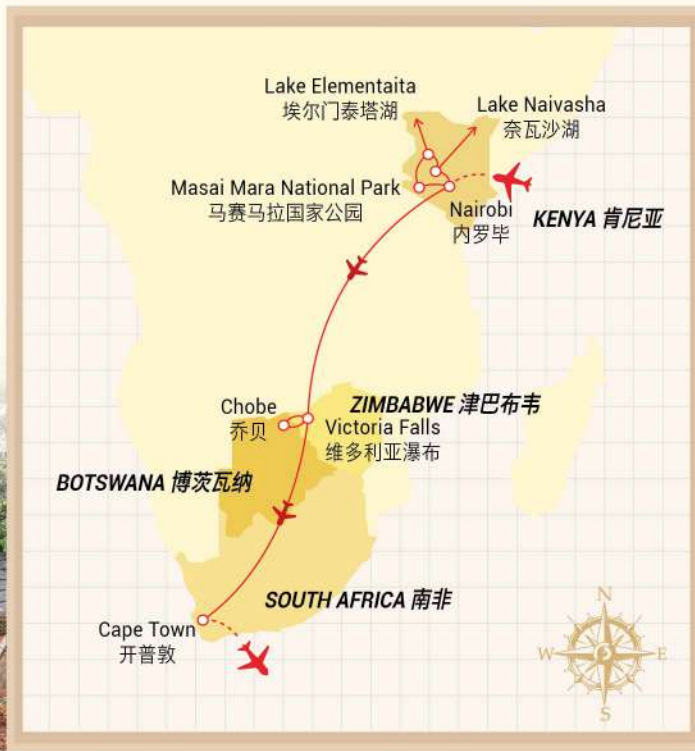 Lake Elementaita
埃尔门泰塔湖
Lake Naivasha
奈瓦沙湖
Masai Mara National Park
马赛马拉国家公园
Nairobi
内罗毕
KENYA 肯尼亚
Chobe
乔贝
ZIMBABWE 津巴布韦
Victoria Falls
维多利亚瀑布
BOTSWANA 博茨瓦纳
SOUTH AFRICA 南非
Cape Town
开普敦
N
W
E
S